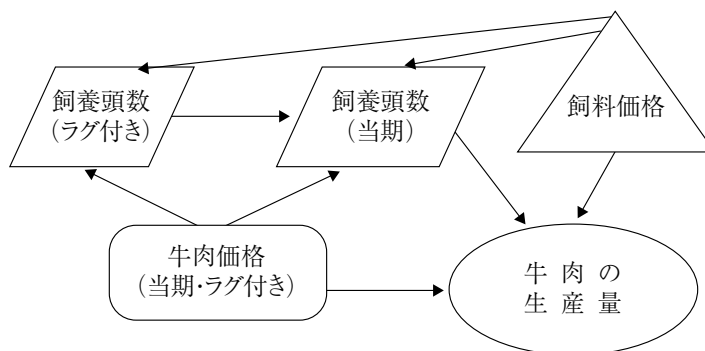 飼養頭数
（ラグ付き）
飼養頭数
（当期）
飼料価格
牛肉価格
（当期・ラグ付き）
牛肉の
生産量